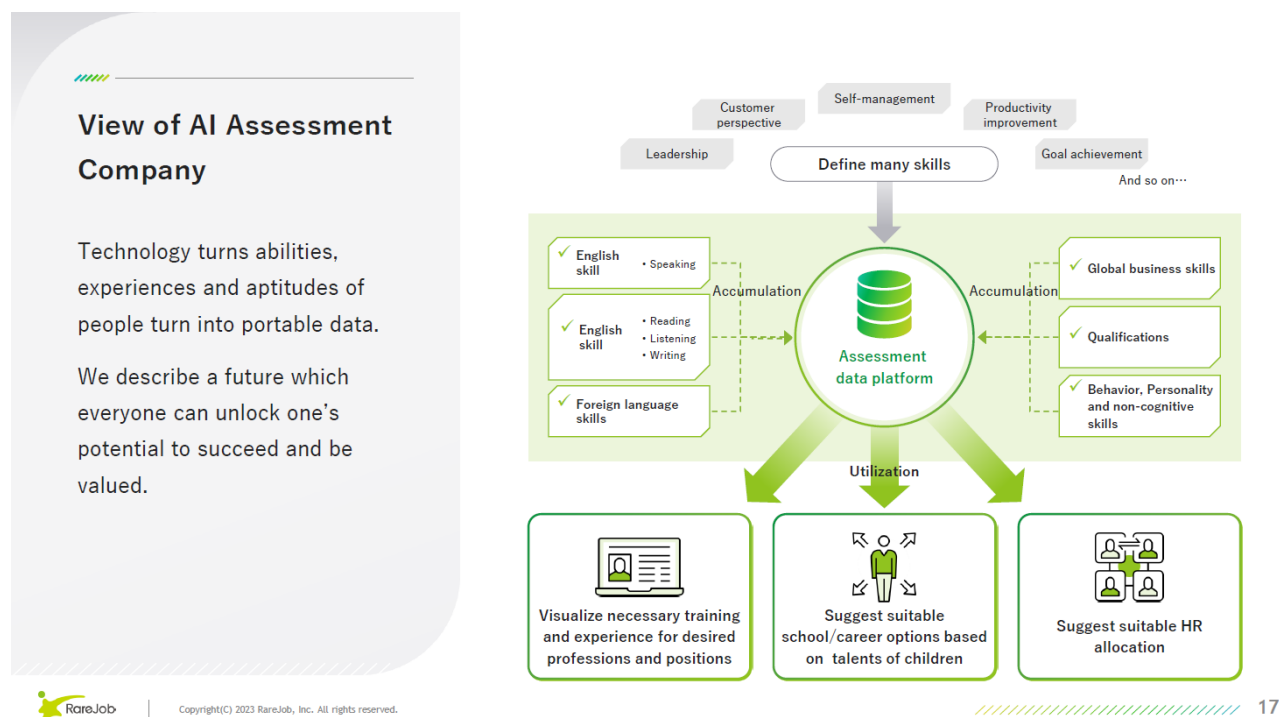 View of AI Assessment
Company
Technology turns abilities,
experiences and aptitudes of
people turn into portable data.
We describe a future which
everyone can unlock one's
potential to succeed and be
valued.
Self-management
Customer
perspective
Productivity
improvement
Leadership
Define many skills
Goal achievement
And so on…
✓ English
skill
• Speaking
Accumulation
✓ English
skill
• Reading
• Listening
• Writing
✓ Foreign language
skills
Assessment
data platform
Accumulation
✓ Global business skills
✓ Qualifications
✓ Behavior, Personality
and non-cognitive
skills
Utilization
Visualize necessary training
and experience for desired
professions and positions
Suggest suitable
school/career options based
on talents of children
Suggest suitable HR
allocation
RareJob
Copyright(C) 2023 RareJob, Inc. All rights reserved.
17